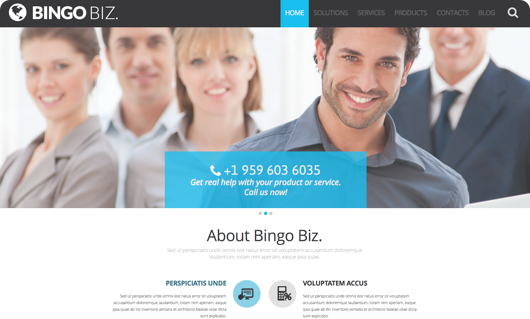 BINGO BIZ.
HOME SOLUTIONS SERVICES PRODUCTS CONTACTS BLOG
+1 959 603 6035
Get real help with your product or service.
Call us now!
About Bingo Biz.
Sed ut perspiciatis unde omnis iste natus error sit voluptatem accusantium doloremque
laudantium, totam rem aperiam, eaque ipsa quae.
PERSPICIATIS UNDE
Sed ut perspiciatis unde omnis iste natus error sit voluptatem
accusantium doloremque laudantium, totam rem aperiam, eaque
ipsa quae ab illo inventore veritatis et quasi architecto beatae vitae dicta
sunt explicabo.
VOLUPTATEM ACCUS
Sed ut perspiciatis unde omnis iste natus error sit voluptatem
accusantium doloremque laudantium, totam rem aperiam, eaque ipsa
quae ab illo inventore veritatis et quasi architecto beatae vitae dicta sunt
explicabo.